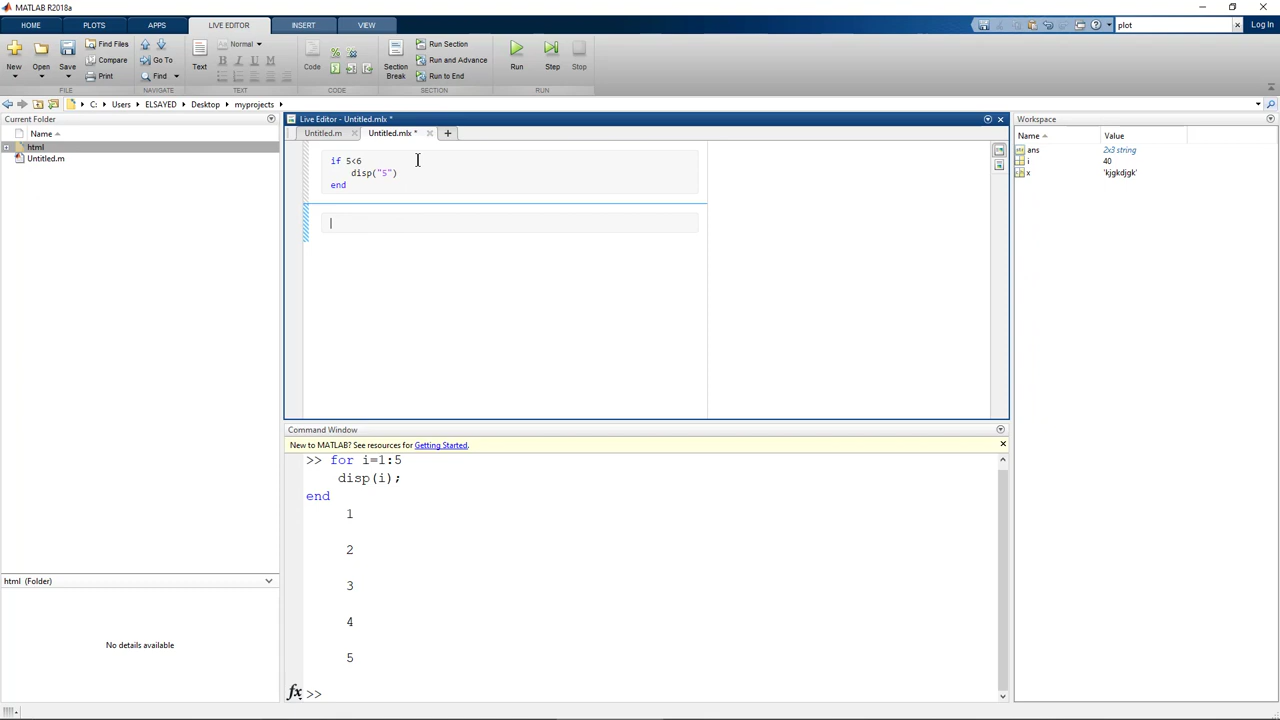 MATLAB R2018a
HOME PLOTS APPS LIVE EDITOR INSERT VIEW plot Log In
New Open Save Find Files Compare Print Go To Find Normal Text B I U M Code Section Break Run Section Run and Advance Run to End Run Step Stop
FILE NAVIGATE TEXT CODE SECTION RUN
C: Users ELSAYED Desktop myprojects
Current Folder
Name
html
Untitled.m
html (Folder)
No details available
Live Editor - Untitled.mlx *
Untitled.m Untitled.mlx *
if 5<6
disp("5")
end
Command Window
New to MATLAB? See resources for Getting Started.
>> for i=1:5
disp(i);
end
1
2
3
4
5
fx >>
Workspace
Name Value
ans 2x3 string
i 40
x 'kjgkdjgk'